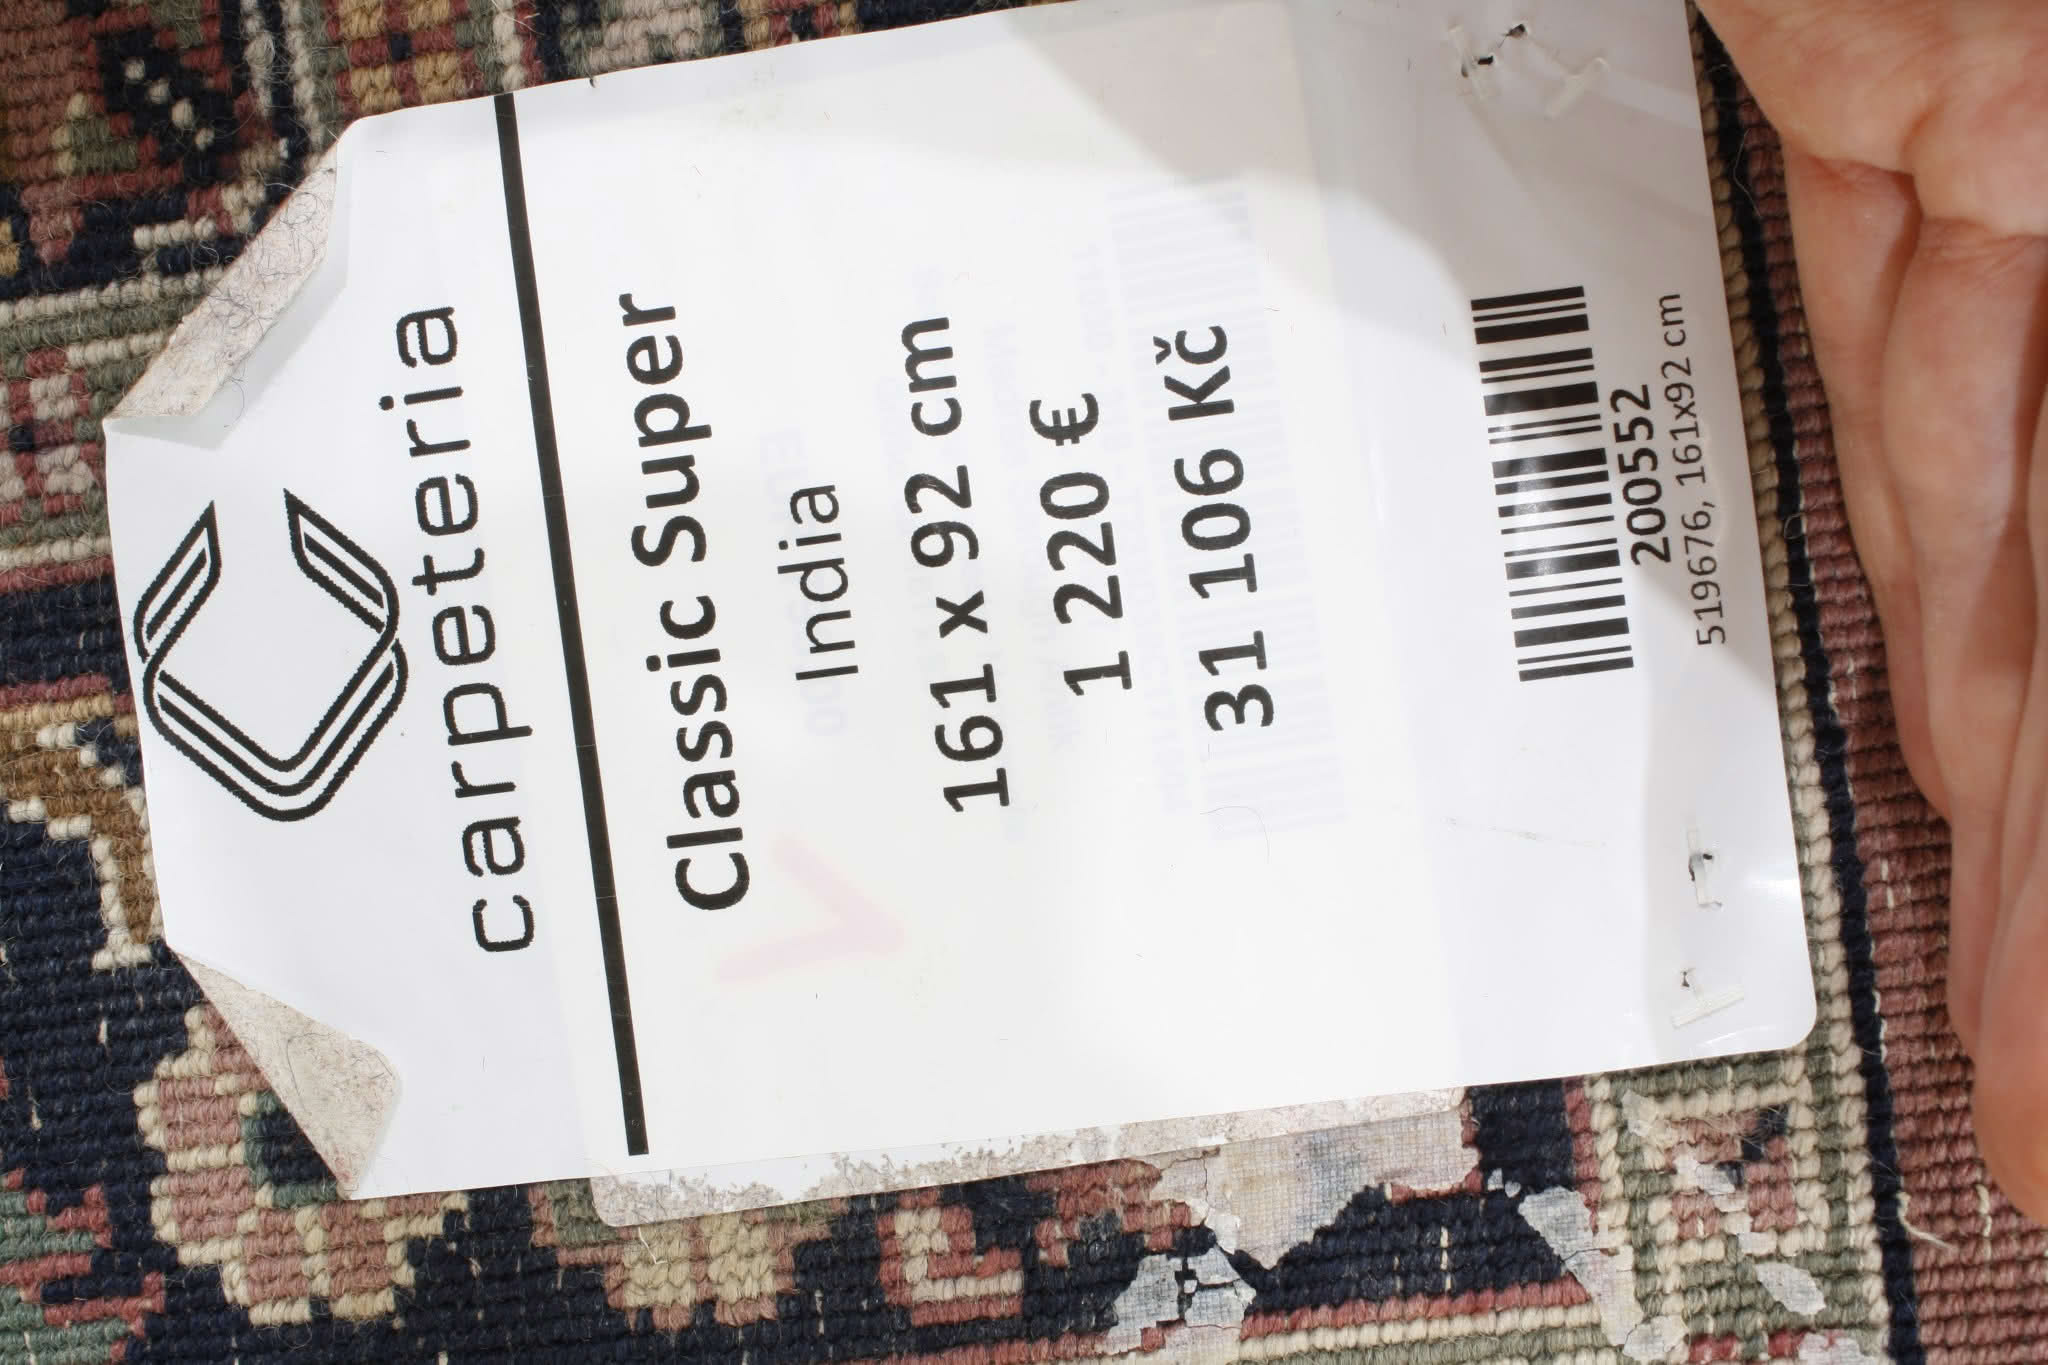 carpeteria
Classic Super
India
161 x 92 cm
1 220 €
31 106 Kč
200552
519676, 161x92 cm